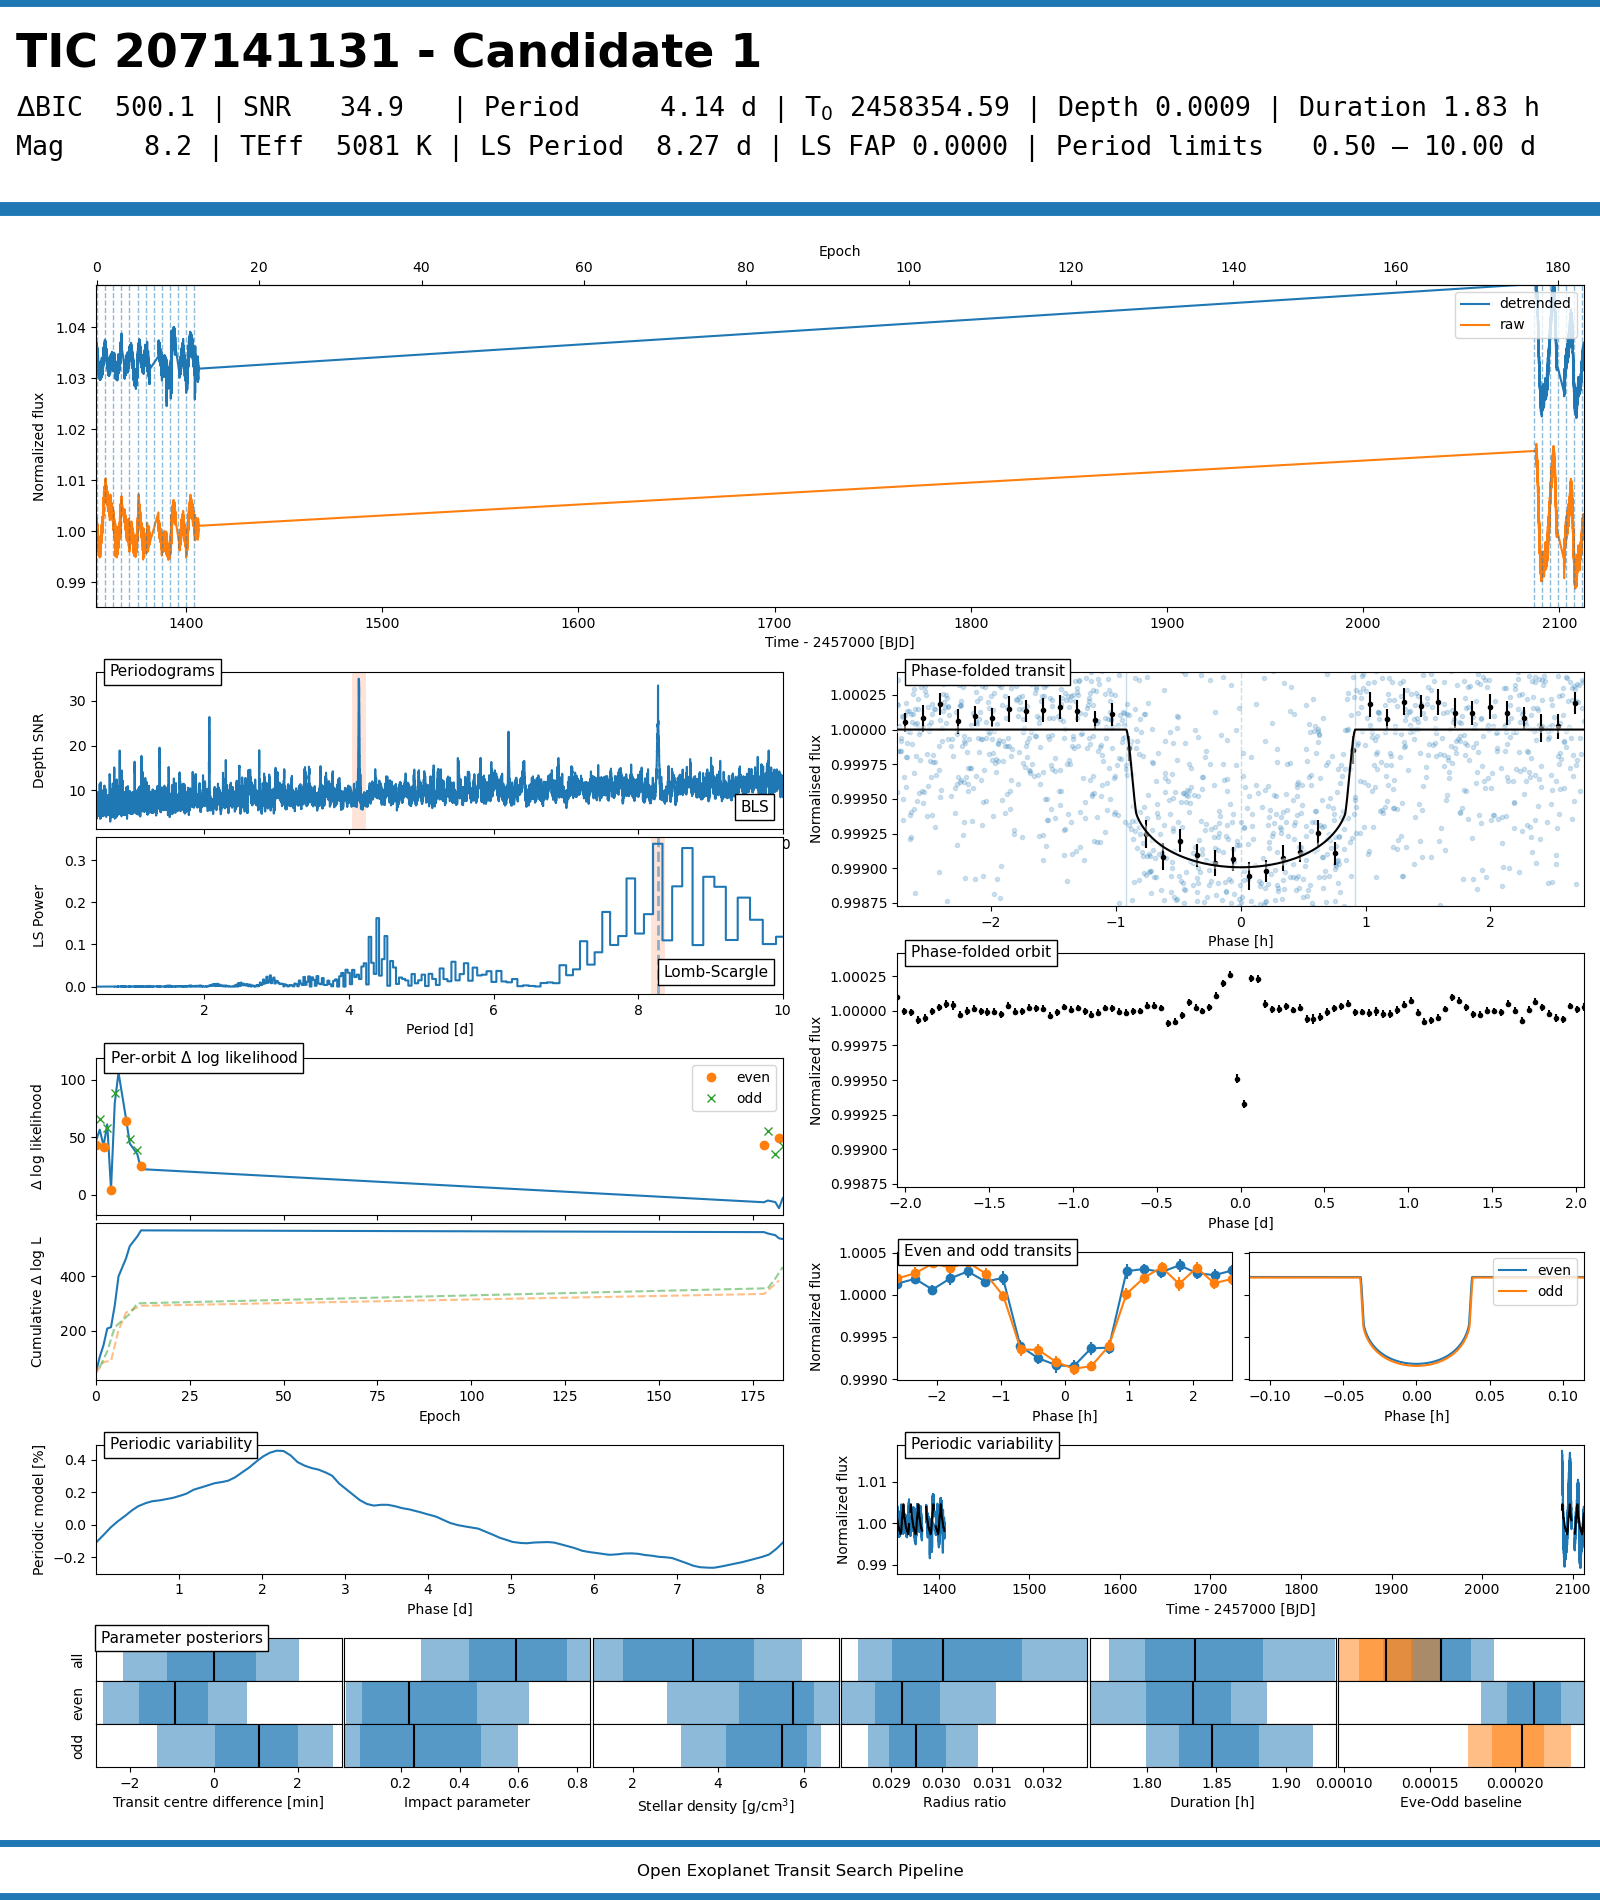 TIC 207141131 - Candidate 1
ΔBIC 500.1 | SNR 34.9 | Period 4.14 d | T0 2458354.59 | Depth 0.0009 | Duration 1.83 h
Mag 8.2 | TEff 5081 K | LS Period 8.27 d | LS FAP 0.0000 | Period limits 0.50 — 10.00 d
Epoch
0 20 40 60 80 100 120 140 160 180
detrended
raw
1.04
1.03
1.02
1.01
1.00
0.99
Normalized flux
1400 1500 1600 1700 1800 1900 2000 2100
Time - 2457000 [BJD]
Periodograms
Depth SNR
30
20
10
BLS
0
LS Power
0.3
0.2
0.1
0.0
Lomb-Scargle
2 4 6 8 10
Period [d]
Phase-folded transit
Normalised flux
1.00025
1.00000
0.99975
0.99950
0.99925
0.99900
0.99875
−2 −1 0 1 2
Phase [h]
Phase-folded orbit
Normalized flux
1.00025
1.00000
0.99975
0.99950
0.99925
0.99900
0.99875
−2.0 −1.5 −1.0 −0.5 0.0 0.5 1.0 1.5 2.0
Phase [d]
Per-orbit Δ log likelihood
Δ log likelihood
100
50
0
even
odd
Cumulative Δ log L
400
200
0 25 50 75 100 125 150 175
Epoch
Even and odd transits
Normalized flux
1.0005
1.0000
0.9995
0.9990
−2 −1 0 1 2
Phase [h]
even
odd
−0.10 −0.05 0.00 0.05 0.10
Phase [h]
Periodic variability
Periodic model [%]
0.4
0.2
0.0
−0.2
1 2 3 4 5 6 7 8
Phase [d]
Periodic variability
Normalized flux
1.01
1.00
0.99
1400 1500 1600 1700 1800 1900 2000 2100
Time - 2457000 [BJD]
Parameter posteriors
all
even
odd
−2 0 2
Transit centre difference [min]
0.2 0.4 0.6 0.8
Impact parameter
2 4 6
Stellar density [g/cm3]
0.029 0.030 0.031 0.032
Radius ratio
1.80 1.85 1.90
Duration [h]
0.00010 0.00015 0.00020
Eve-Odd baseline
Open Exoplanet Transit Search Pipeline